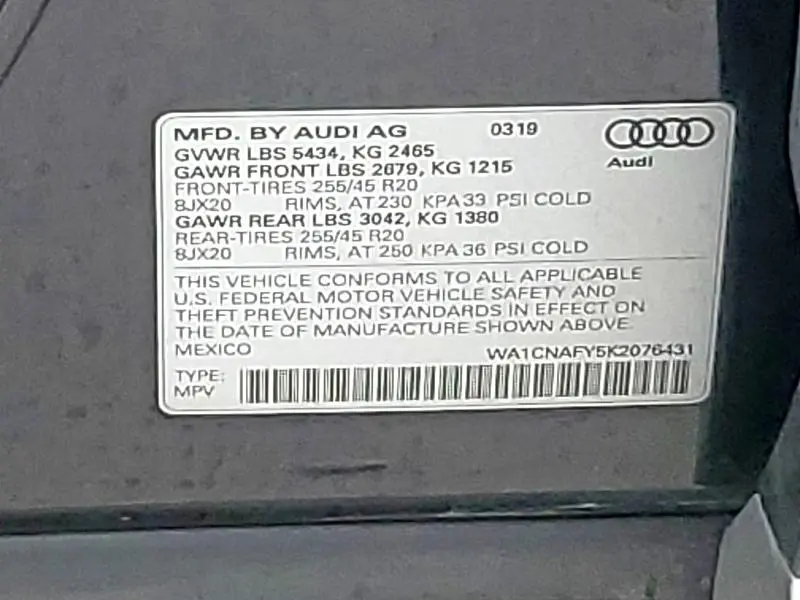 MFD. BY AUDI AG 0319
Audi
GVWR LBS 5434, KG 2465
GAWR FRONT LBS 2679, KG 1215
FRONT-TIRES 255/45 R20
8JX20 RIMS, AT 230 KPA 33 PSI COLD
GAWR REAR LBS 3042, KG 1380
REAR-TIRES 255/45 R20
8JX20 RIMS, AT 250 KPA 36 PSI COLD
THIS VEHICLE CONFORMS TO ALL APPLICABLE
U.S. FEDERAL MOTOR VEHICLE SAFETY AND
THEFT PREVENTION STANDARDS IN EFFECT ON
THE DATE OF MANUFACTURE SHOWN ABOVE.
MEXICO WA1CNAFY5K2076431
TYPE:
MPV